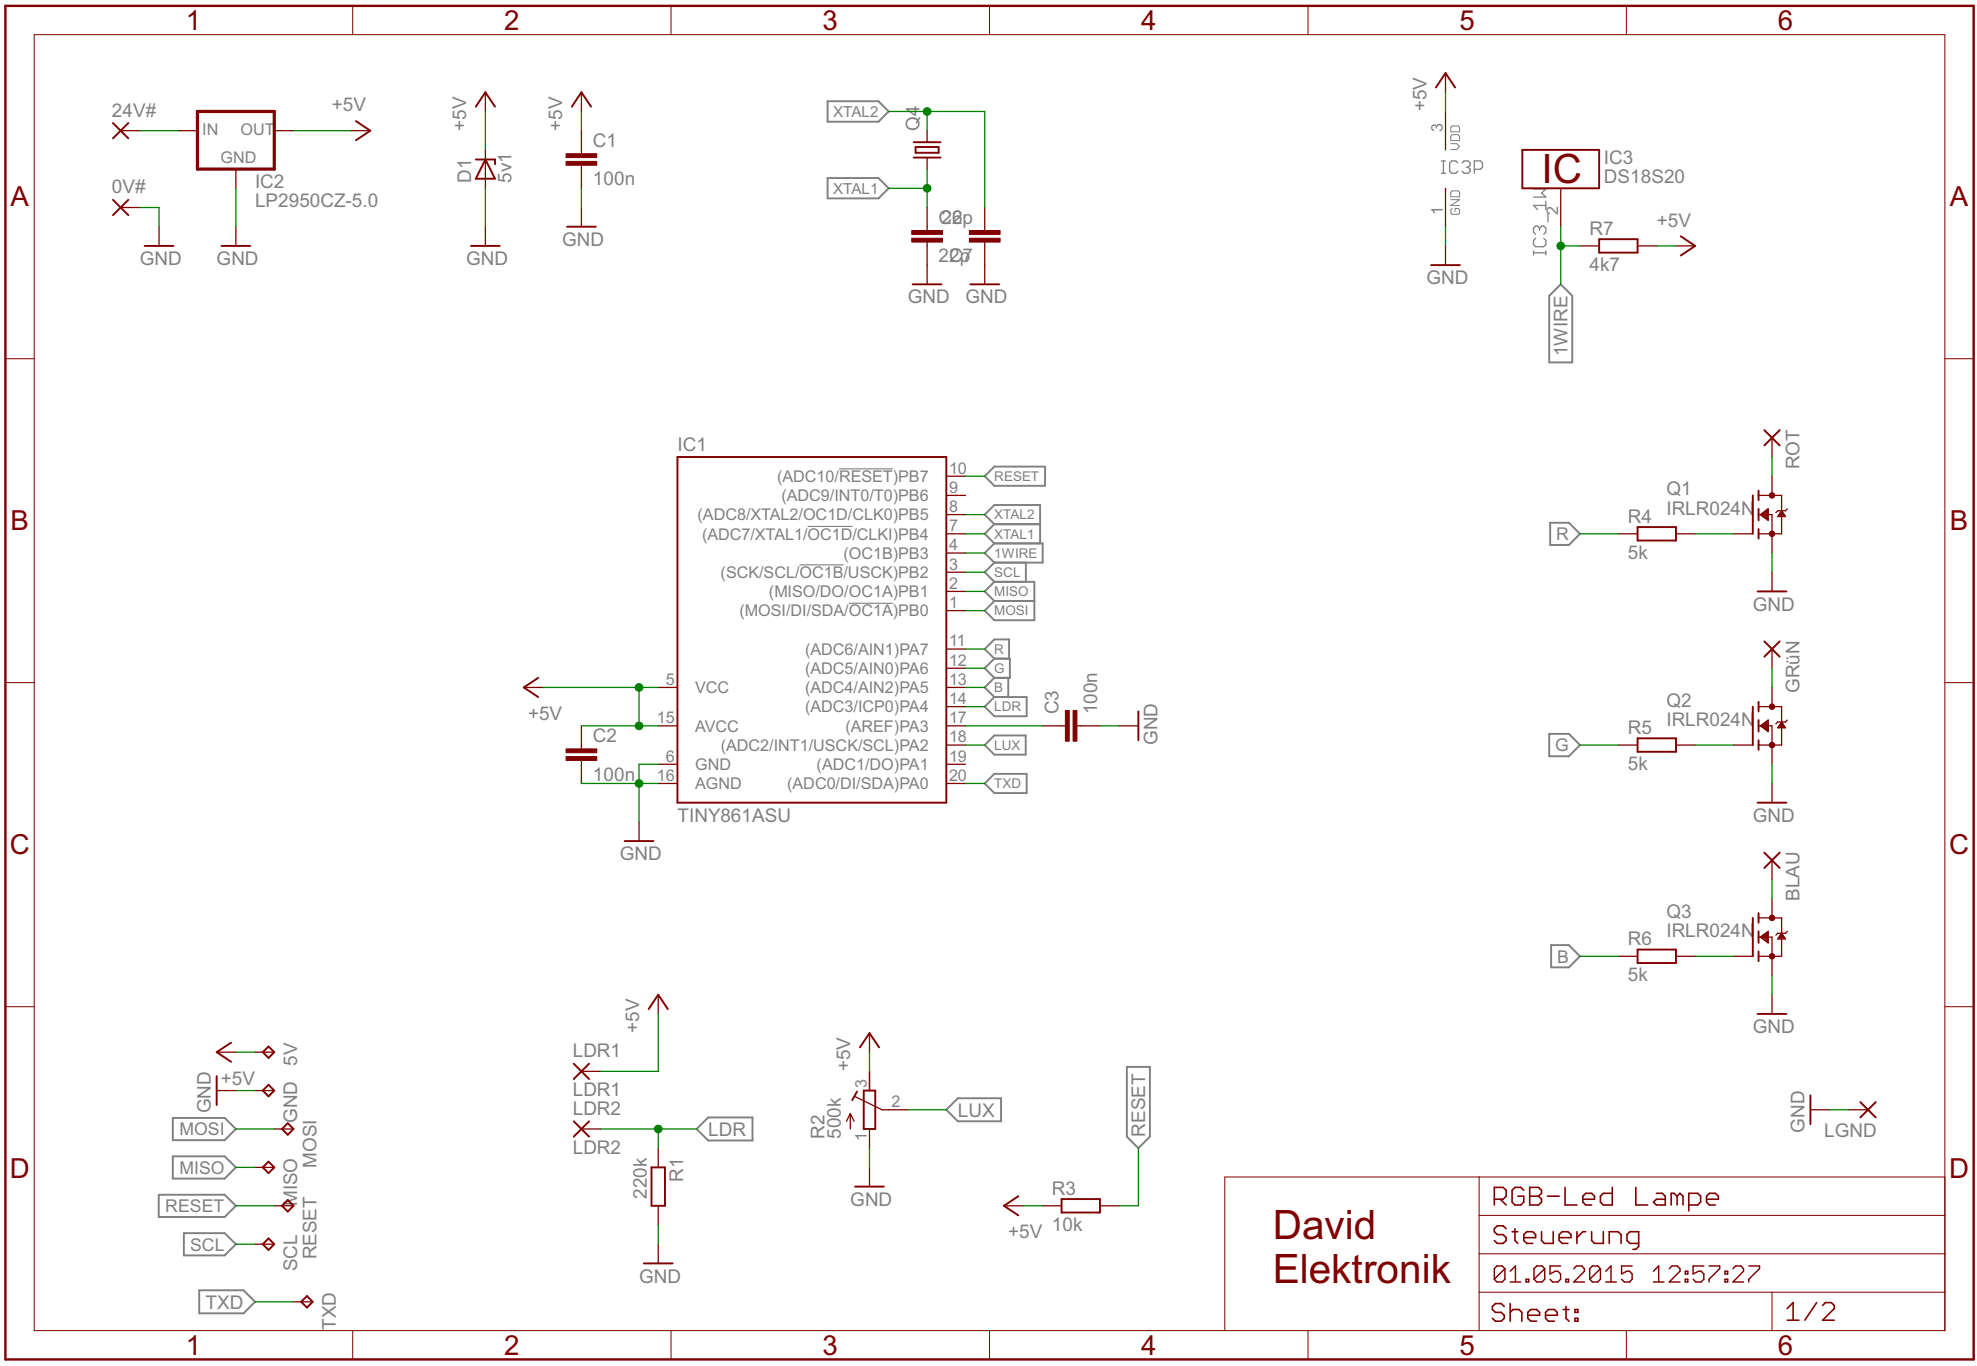 1 2 3 4 5 6
A
24V#
IN OUT
GND
+5V
IC2
LP2950CZ-5.0
0V#
GND
GND
+5V
D1
5V1
GND
+5V
C1
100n
GND
XTAL2
Q4
XTAL1
C6
22p
C7
22p
GND
GND
+5V
3
VDD
IC3P
1
GND
GND
IC
IC3
DS18S20
IC3_1W
2
R7
4k7
+5V
1WIRE
A
B
IC1
(ADC10/RESET)PB7 10 RESET
(ADC9/INT0/T0)PB6 9
(ADC8/XTAL2/OC1D/CLK0)PB5 8 XTAL2
(ADC7/XTAL1/OC1D/CLKI)PB4 7 XTAL1
(OC1B)PB3 4 1WIRE
(SCK/SCL/OC1B/USCK)PB2 3 SCL
(MISO/DO/OC1A)PB1 2 MISO
(MOSI/DI/SDA/OC1A)PB0 1 MOSI
(ADC6/AIN1)PA7 11 R
(ADC5/AIN0)PA6 12 G
5 VCC (ADC4/AIN2)PA5 13 B
(ADC3/ICP0)PA4 14 LDR
15 AVCC (AREF)PA3 17
(ADC2/INT1/USCK/SCL)PA2 18 LUX
6 GND (ADC1/DO)PA1 19
16 AGND (ADC0/DI/SDA)PA0 20 TXD
TINY861ASU
+5V
C2
100n
GND
C3
100n
GND
ROT
Q1
IRLR024N
R
R4
5k
GND
B
GRüN
Q2
IRLR024N
G
R5
5k
GND
C
BLAU
Q3
IRLR024N
B
R6
5k
GND
C
D
+5V
5V
GND
GND
MOSI
MOSI
MISO
MISO
RESET
RESET
SCL
SCL
TXD
TXD
+5V
LDR1
LDR1
LDR2
LDR2
LDR
220k
R1
GND
+5V
3
R2
500k
2
LUX
1
GND
RESET
R3
10k
+5V
GND
LGND
D
David
Elektronik
RGB-Led Lampe
Steuerung
01.05.2015 12:57:27
Sheet: 1/2
1 2 3 4 5 6